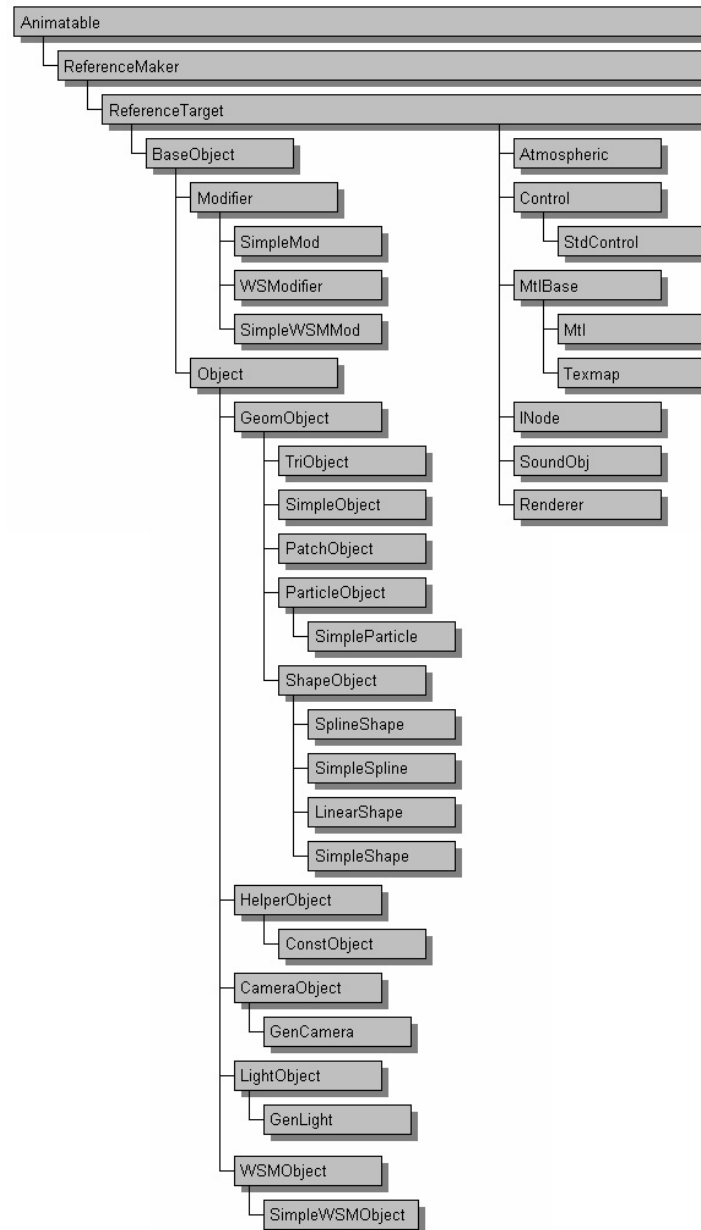 Animatable
ReferenceMaker
ReferenceTarget
BaseObject
Modifier
SimpleMod
WSModifier
SimpleWSMMod
Object
GeomObject
TriObject
SimpleObject
PatchObject
ParticleObject
SimpleParticle
ShapeObject
SplineShape
SimpleSpline
LinearShape
SimpleShape
HelperObject
ConstObject
CameraObject
GenCamera
LightObject
GenLight
WSMObject
SimpleWSMObject
Atmospheric
Control
StdControl
MtlBase
Mtl
Texmap
INode
SoundObj
Renderer